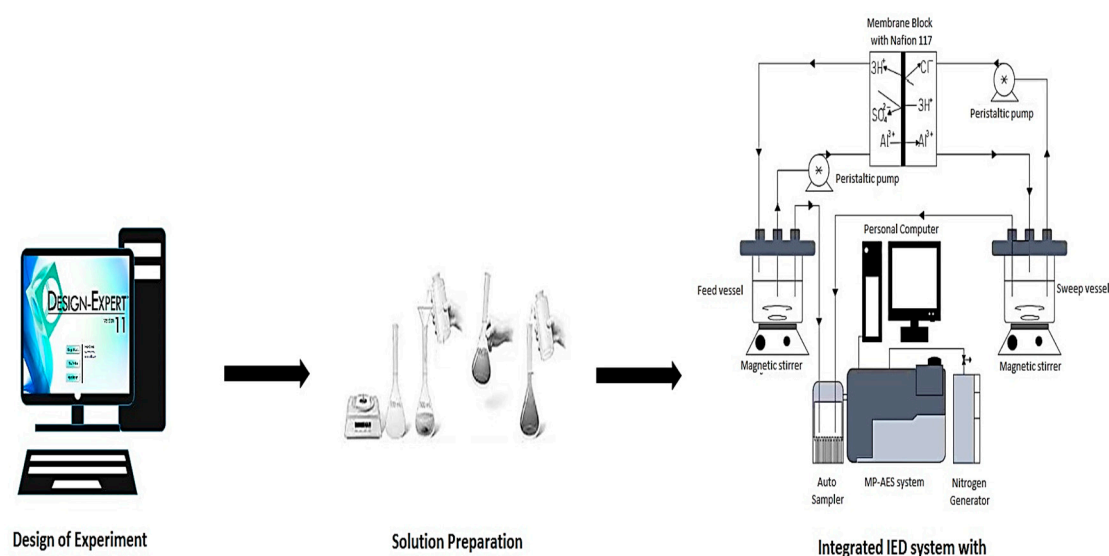 Membrane Block
with Nafion 117
3H⁺
Cl⁻
SO₄²⁻
3H⁺
Al³⁺
Al³⁺
Peristaltic pump
Peristaltic pump
Personal Computer
Feed vessel
Sweep vessel
Magnetic stirrer
Magnetic stirrer
DESIGN-EXPERT
11
Auto
Sampler
MP-AES system
Nitrogen
Generator
Design of Experiment
Solution Preparation
Integrated IED system with